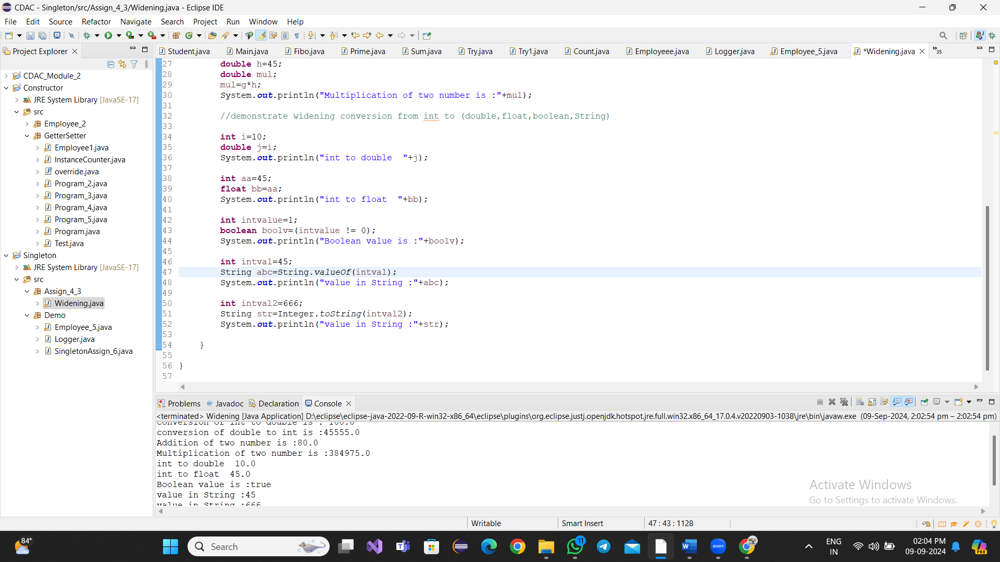 CDAC - Singleton/src/Assign_4_3/Widening.java - Eclipse IDE
File Edit Source Refactor Navigate Search Project Run Window Help
Project Explorer
CDAC_Module_2
Constructor
JRE System Library [JavaSE-17]
src
Employee_2
GetterSetter
Employee1.java
InstanceCounter.java
override.java
Program_2.java
Program_3.java
Program_4.java
Program_5.java
Program.java
Test.java
Singleton
JRE System Library [JavaSE-17]
src
Assign_4_3
Widening.java
Demo
Employee_5.java
Logger.java
SingletonAssign_6.java
Student.java Main.java Fibo.java Prime.java Sum.java Try.java Try1.java Count.java Employeee.java Logger.java Employee_5.java *Widening.java »35
27 double h=45;
28 double mul;
29 mul=g*h;
30 System.out.println("Multiplication of two number is :"+mul);
31
32 //demonstrate widening conversion from int to (double,float,boolean,String)
33
34 int i=10;
35 double j=i;
36 System.out.println("int to double  "+j);
37
38 int aa=45;
39 float bb=aa;
40 System.out.println("int to float  "+bb);
41
42 int intvalue=1;
43 boolean boolv=(intvalue != 0);
44 System.out.println("Boolean value is :"+boolv);
45
46 int intval=45;
47 String abc=String.valueOf(intval);
48 System.out.println("value in String :"+abc);
49
50 int intval2=666;
51 String str=Integer.toString(intval2);
52 System.out.println("value in String :"+str);
53
54 }
55
56 }
57
Problems @ Javadoc Declaration Console
<terminated> Widening [Java Application] D:\eclipse\eclipse-java-2022-09-R-win32-x86_64\eclipse\plugins\org.eclipse.justj.openjdk.hotspot.jre.full.win32.x86_64_17.0.4.v20220903-1038\jre\bin\javaw.exe (09-Sep-2024, 2:02:54 pm – 2:02:54 pm)
conversion of int to double is : 100.0
conversion of double to int is :45555.0
Addition of two number is :80.0
Multiplication of two number is :384975.0
int to double  10.0
int to float  45.0
Boolean value is :true
value in String :45
value in String :666
Activate Windows
Go to Settings to activate Windows.
Writable Smart Insert 47 : 43 : 1128
84°
Search
11
zoom
ENG
IN
02:04 PM
09-09-2024
PRE